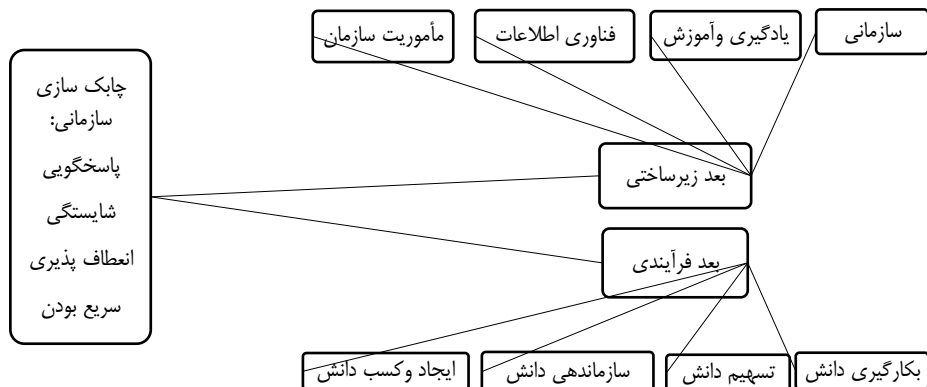 سازمانی
یادگیری وآموزش
فناوری اطلاعات
مأموریت سازمان
چابک سازی
سازمانی:
پاسخگویی
شایستگی
انعطاف پذیری
سریع بودن
بعد زیرساختی
بعد فرآیندی
بکارگیری دانش
تسهیم دانش
سازماندهی دانش
ایجاد وکسب دانش